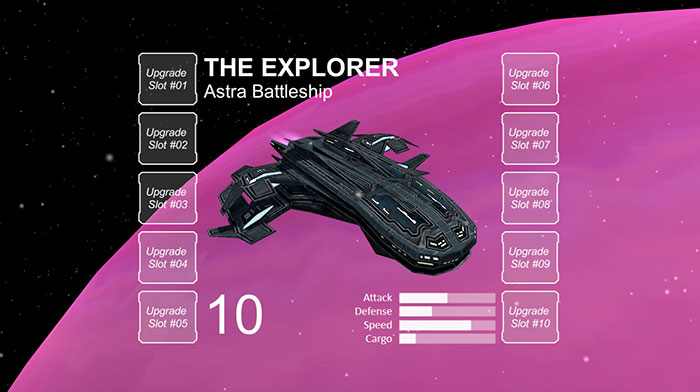 THE EXPLORER
Astra Battleship
Upgrade
Slot #01
Upgrade
Slot #02
Upgrade
Slot #03
Upgrade
Slot #04
Upgrade
Slot #05
10
Attack
Defense
Speed
Cargo
Upgrade
Slot #06
Upgrade
Slot #07
Upgrade
Slot #08
Upgrade
Slot #09
Upgrade
Slot #10